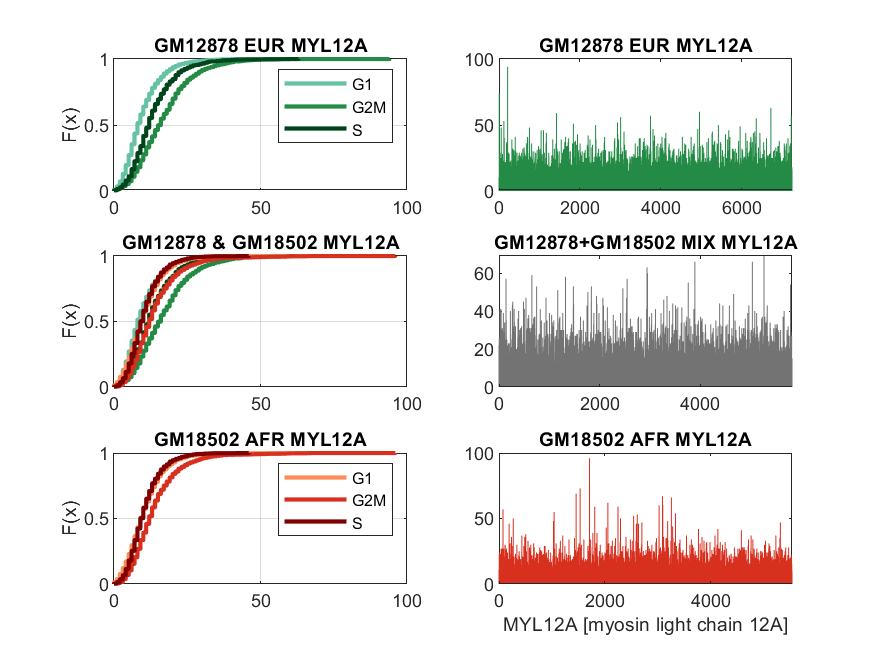 GM12878 EUR MYL12A
1
0.5
0
F(x)
0 50 100
G1
G2M
S
GM12878 EUR MYL12A
100
50
0
0 2000 4000 6000
GM12878 & GM18502 MYL12A
1
0.5
0
F(x)
0 50 100
GM12878+GM18502 MIX MYL12A
60
40
20
0
0 2000 4000
GM18502 AFR MYL12A
1
0.5
0
F(x)
0 50 100
G1
G2M
S
GM18502 AFR MYL12A
100
50
0
0 2000 4000
MYL12A [myosin light chain 12A]